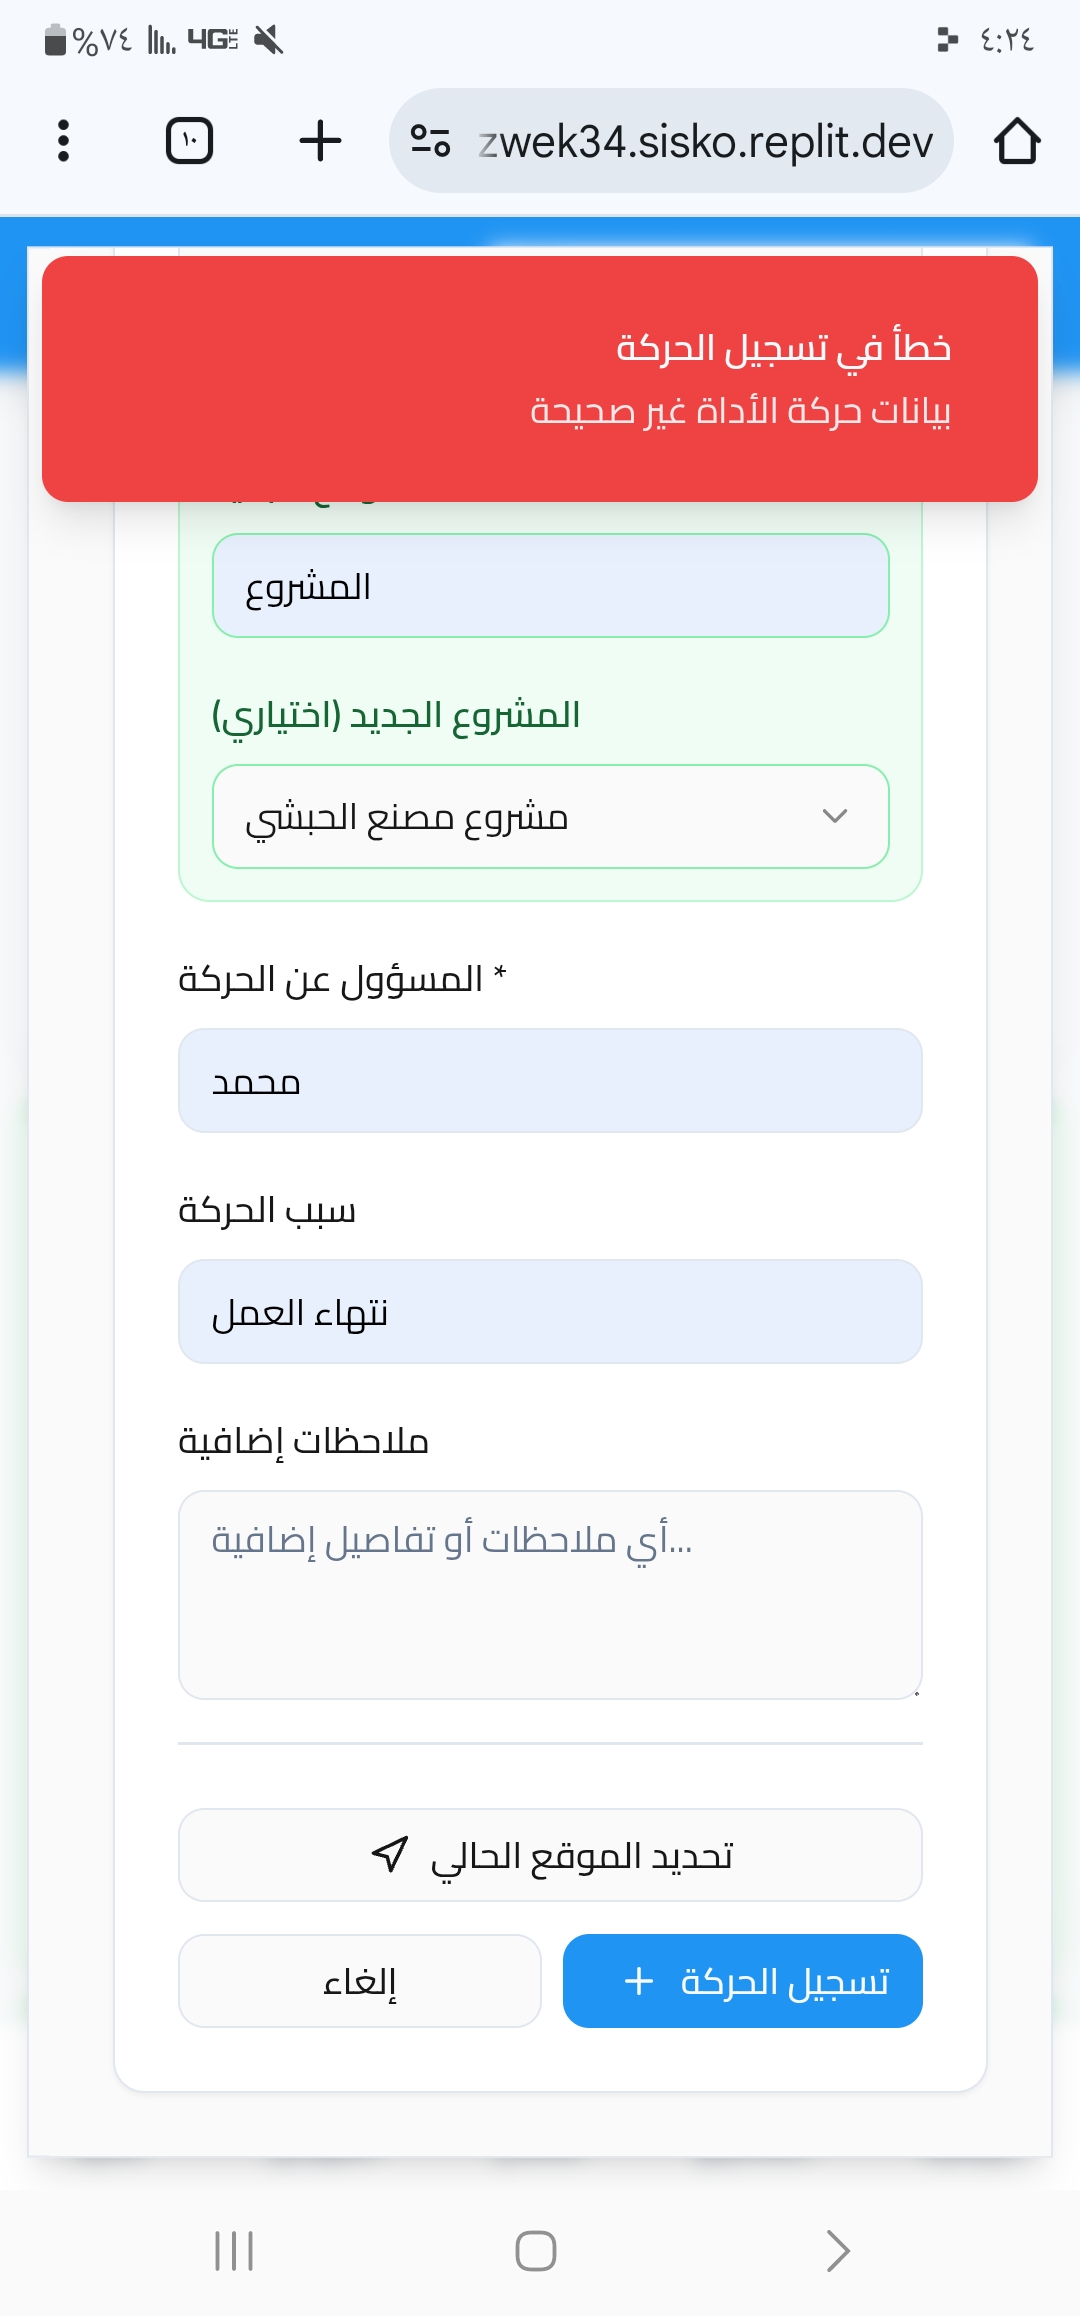 ٪٧٤ 4G LTE ٤:٢٤
١٠ zwek34.sisko.replit.dev
خطأ في تسجيل الحركة
بيانات حركة الأداة غير صحيحة
المشروع
المشروع الجديد (اختياري)
مشروع مصنع الحبشي
المسؤول عن الحركة *
محمد
سبب الحركة
نتهاء العمل
ملاحظات إضافية
أي ملاحظات أو تفاصيل إضافية...
تحديد الموقع الحالي
تسجيل الحركة
إلغاء